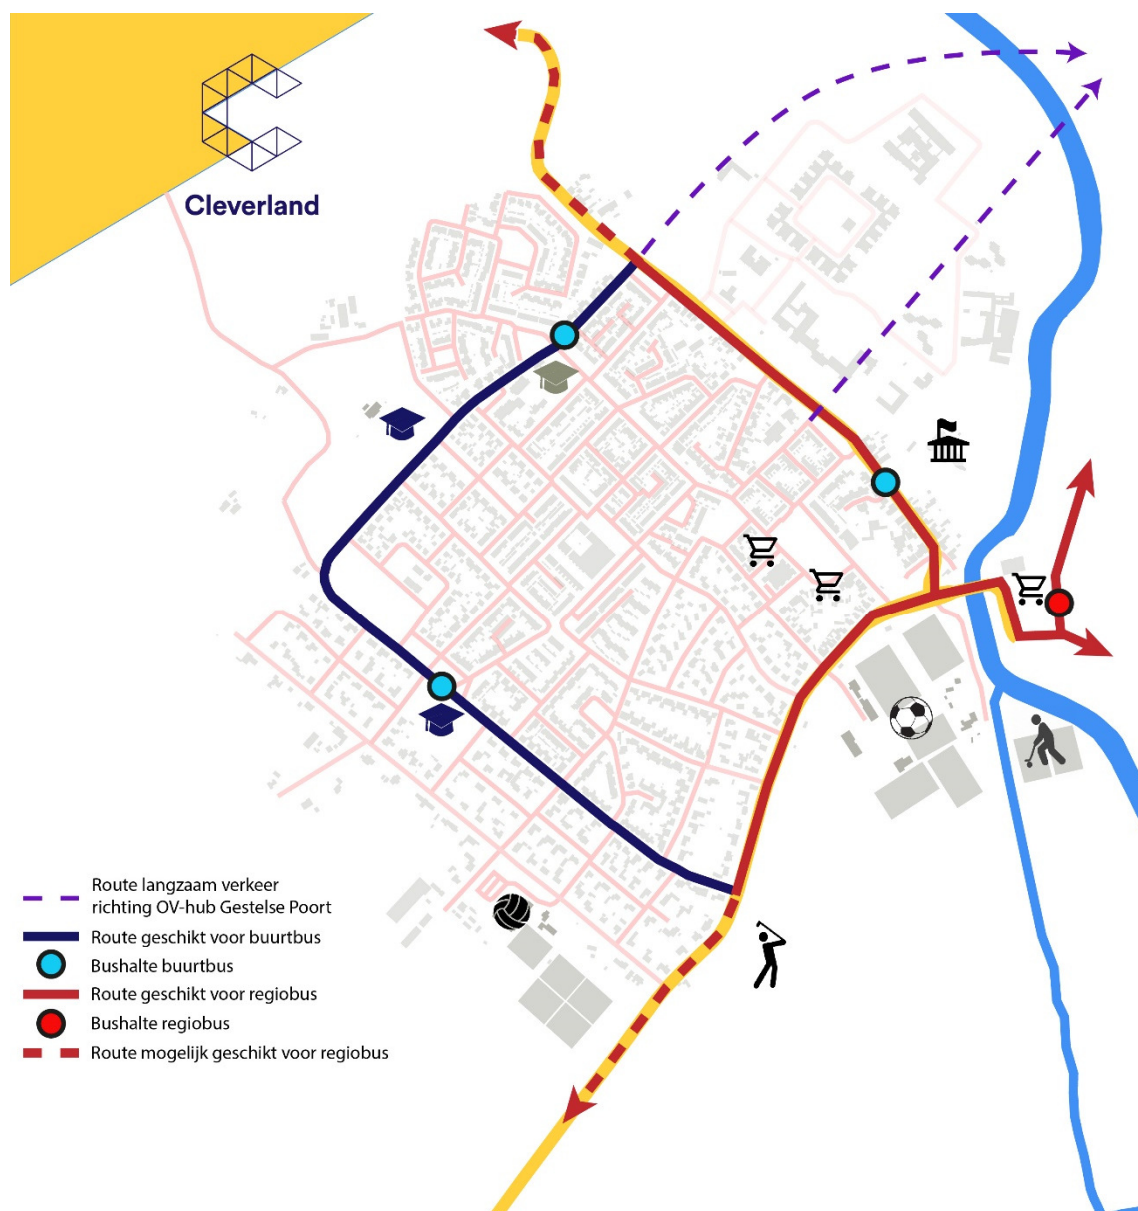 Cleverland
Route langzaam verkeer
richting OV-hub Gestelse Poort
Route geschikt voor buurtbus
Bushalte buurtbus
Route geschikt voor regiobus
Bushalte regiobus
Route mogelijk geschikt voor regiobus